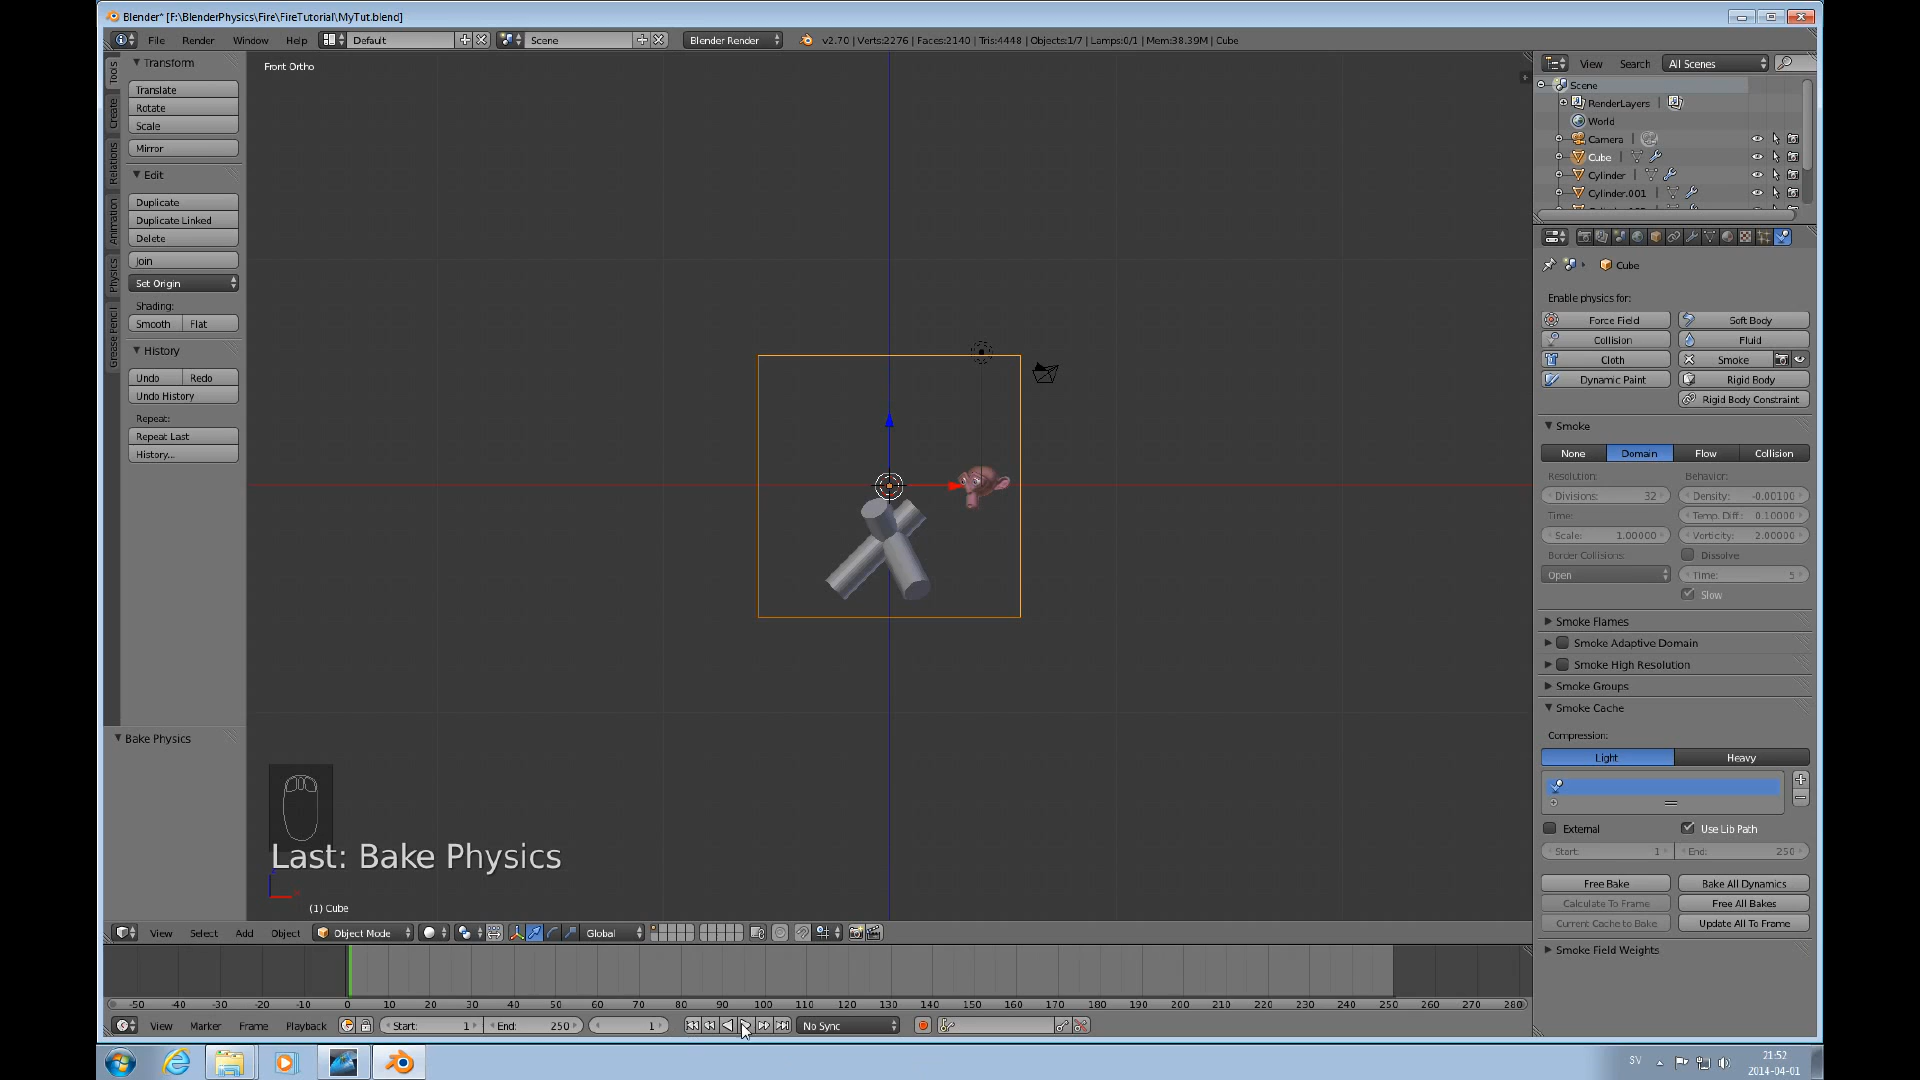 Blender* [F:\BlenderPhysics\Fire\FireTutorial\MyTut.blend]
File Render Window Help Default Scene Blender Render v2.70 | Verts:2276 | Faces:2140 | Tris:4448 | Objects:1/7 | Lamps:0/1 | Mem:38.39M | Cube
Tools
Create
Relations
Animation
Physics
Grease Pencil
Transform
Translate
Rotate
Scale
Mirror
Edit
Duplicate
Duplicate Linked
Delete
Join
Set Origin
Shading:
Smooth Flat
History
Undo Redo
Undo History
Repeat:
Repeat Last
History...
Bake Physics
Front Ortho
Last: Bake Physics
(1) Cube
View Search All Scenes
Scene
RenderLayers
World
Camera
Cube
Cylinder
Cylinder.001
Cube
Enable physics for:
Force Field Soft Body
Collision Fluid
Cloth Smoke
Dynamic Paint Rigid Body
Rigid Body Constraint
Smoke
None Domain Flow Collision
Resolution: Behavior:
Divisions: 32 Density: -0.00100
Time: Temp. Diff.: 0.10000
Scale: 1.00000 Vorticity: 2.00000
Border Collisions: Dissolve
Open Time: 5
Slow
Smoke Flames
Smoke Adaptive Domain
Smoke High Resolution
Smoke Groups
Smoke Cache
Compression:
Light Heavy
External Use Lib Path
Start: 1 End: 250
Free Bake Bake All Dynamics
Calculate To Frame Free All Bakes
Current Cache to Bake Update All To Frame
Smoke Field Weights
View Select Add Object Object Mode Global
-50 -40 -30 -20 -10 0 10 20 30 40 50 60 70 80 90 100 110 120 130 140 150 160 170 180 190 200 210 220 230 240 250 260 270 280
View Marker Frame Playback Start: 1 End: 250 1 No Sync
SV
21:52
2014-04-01